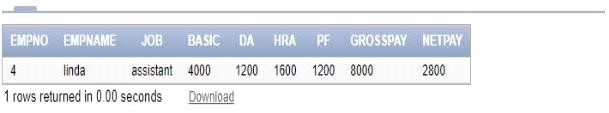 EMPNO EMPNAME JOB BASIC DA HRA PF GROSSPAY NETPAY
4 linda assistant 4000 1200 1600 1200 8000 2800
1 rows returned in 0.00 seconds Download